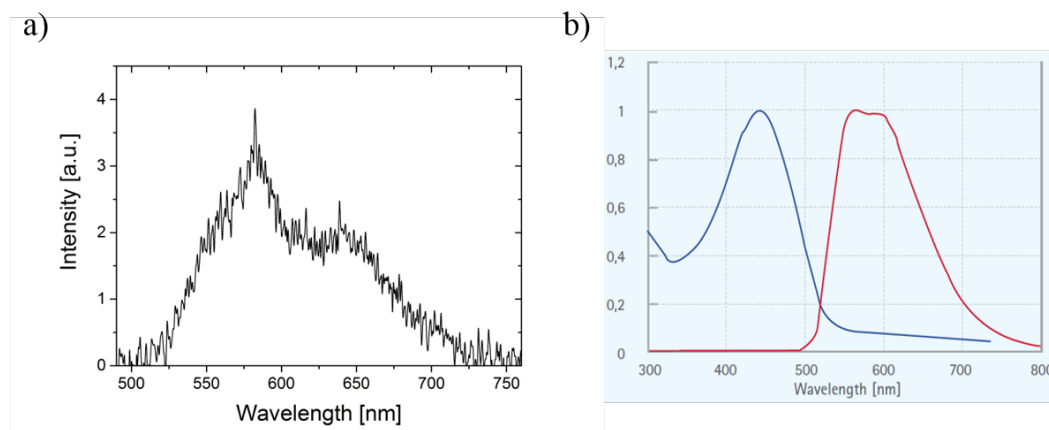 a)
Intensity [a.u.]
4
3
2
1
0
500 550 600 650 700 750
Wavelength [nm]
b)
1,2
1
0,8
0,6
0,4
0,2
0
300 400 500 600 700 800
Wavelength [nm]